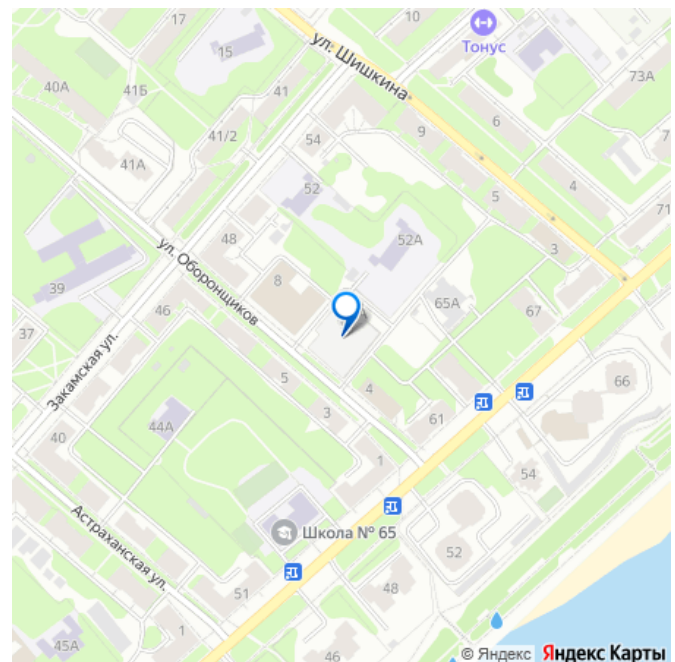 17
10
Тонус
15
ул. Шишкина
40А
41Б
41
73А
6
41/2
54
9
41А
7
52
5
4
71
48
52А
3
ул. Оборонщиков
39
8
46
65А
67
37
Закамская ул.
5
4
66
3
61
44А
40
1
54
Школа № 65
Астраханская ул.
52
48
51
1
45А
46
© Яндекс Яндекс Карты